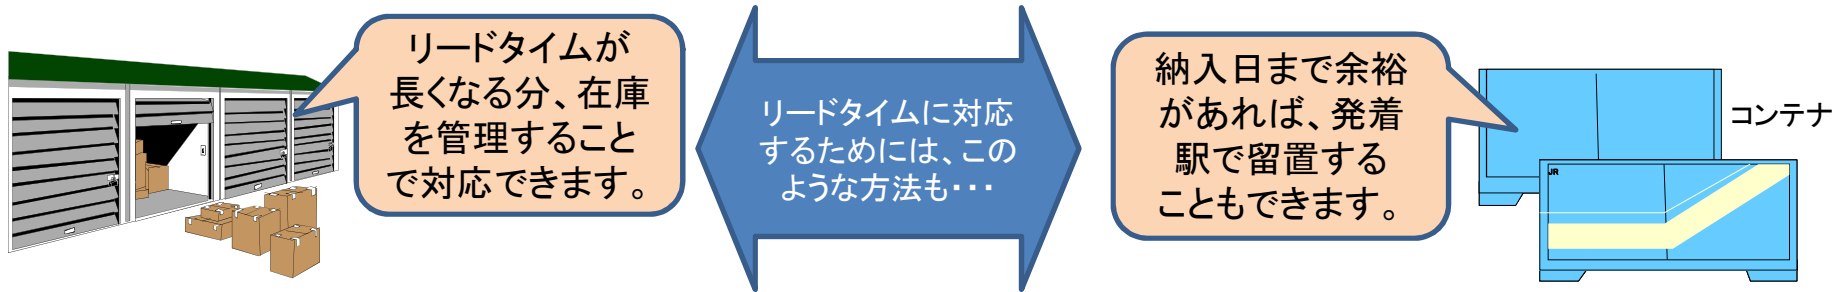 リードタイムが
長くなる分、在庫
を管理すること
で対応できます。
リードタイムに対応
するためには、この
ような方法も・・・
納入日まで余裕
があれば、発着
駅で留置する
こともできます。
コンテナ
JR